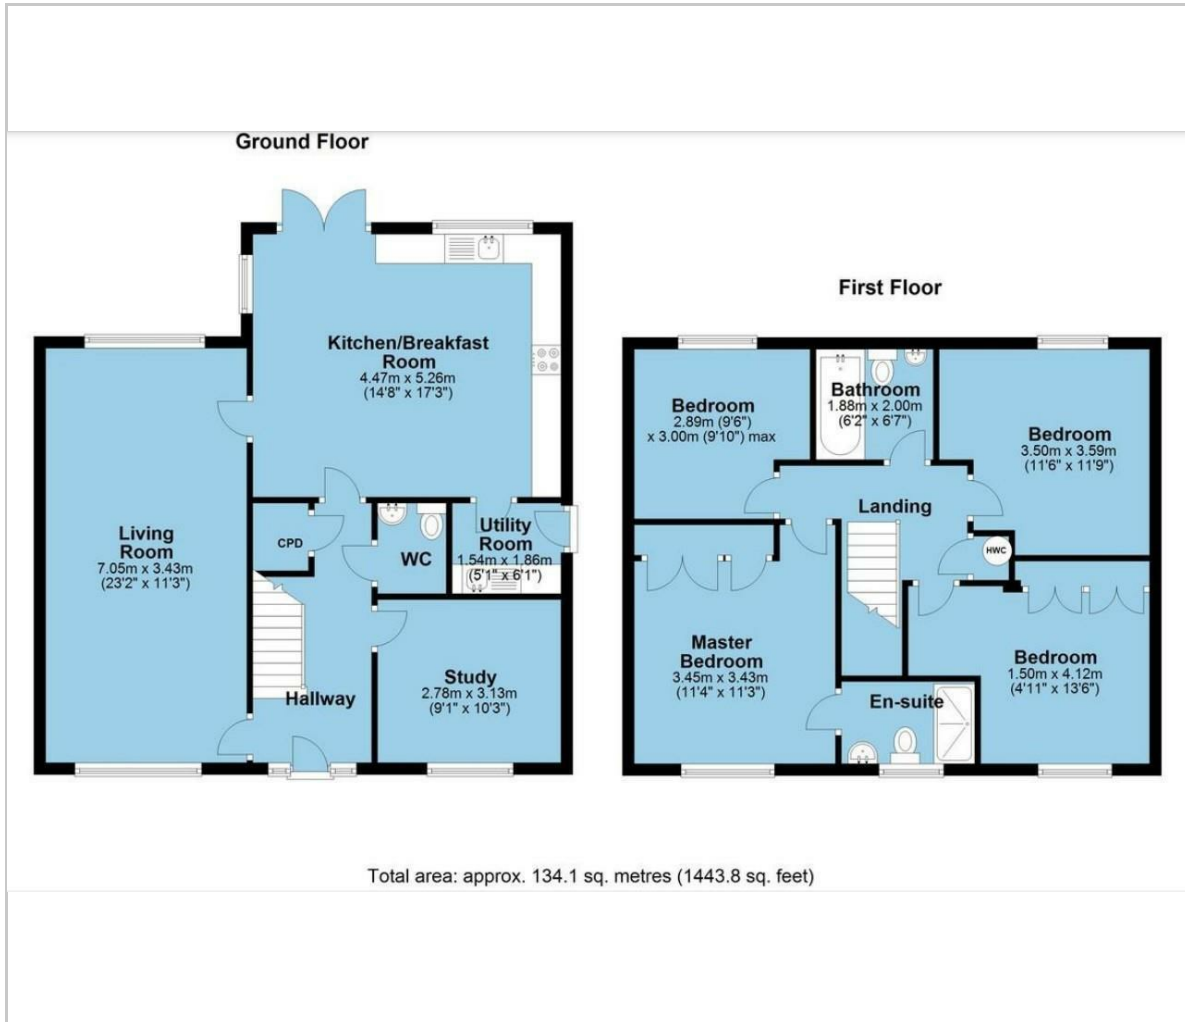 Ground Floor
Kitchen/Breakfast
Room
4.47m x 5.26m
(14'8" x 17'3")
Living
Room
7.05m x 3.43m
(23'2" x 11'3")
CPD
WC
Utility
Room
1.54m x 1.86m
(5'1" x 6'1")
Study
2.78m x 3.13m
(9'1" x 10'3")
Hallway
First Floor
Bedroom
2.89m (9'6")
x 3.00m (9'10") max
Bathroom
1.88m x 2.00m
(6'2" x 6'7")
Bedroom
3.50m x 3.59m
(11'6" x 11'9")
Landing
HWC
Master
Bedroom
3.45m x 3.43m
(11'4" x 11'3")
En-suite
Bedroom
1.50m x 4.12m
(4'11" x 13'6")
Total area: approx. 134.1 sq. metres (1443.8 sq. feet)